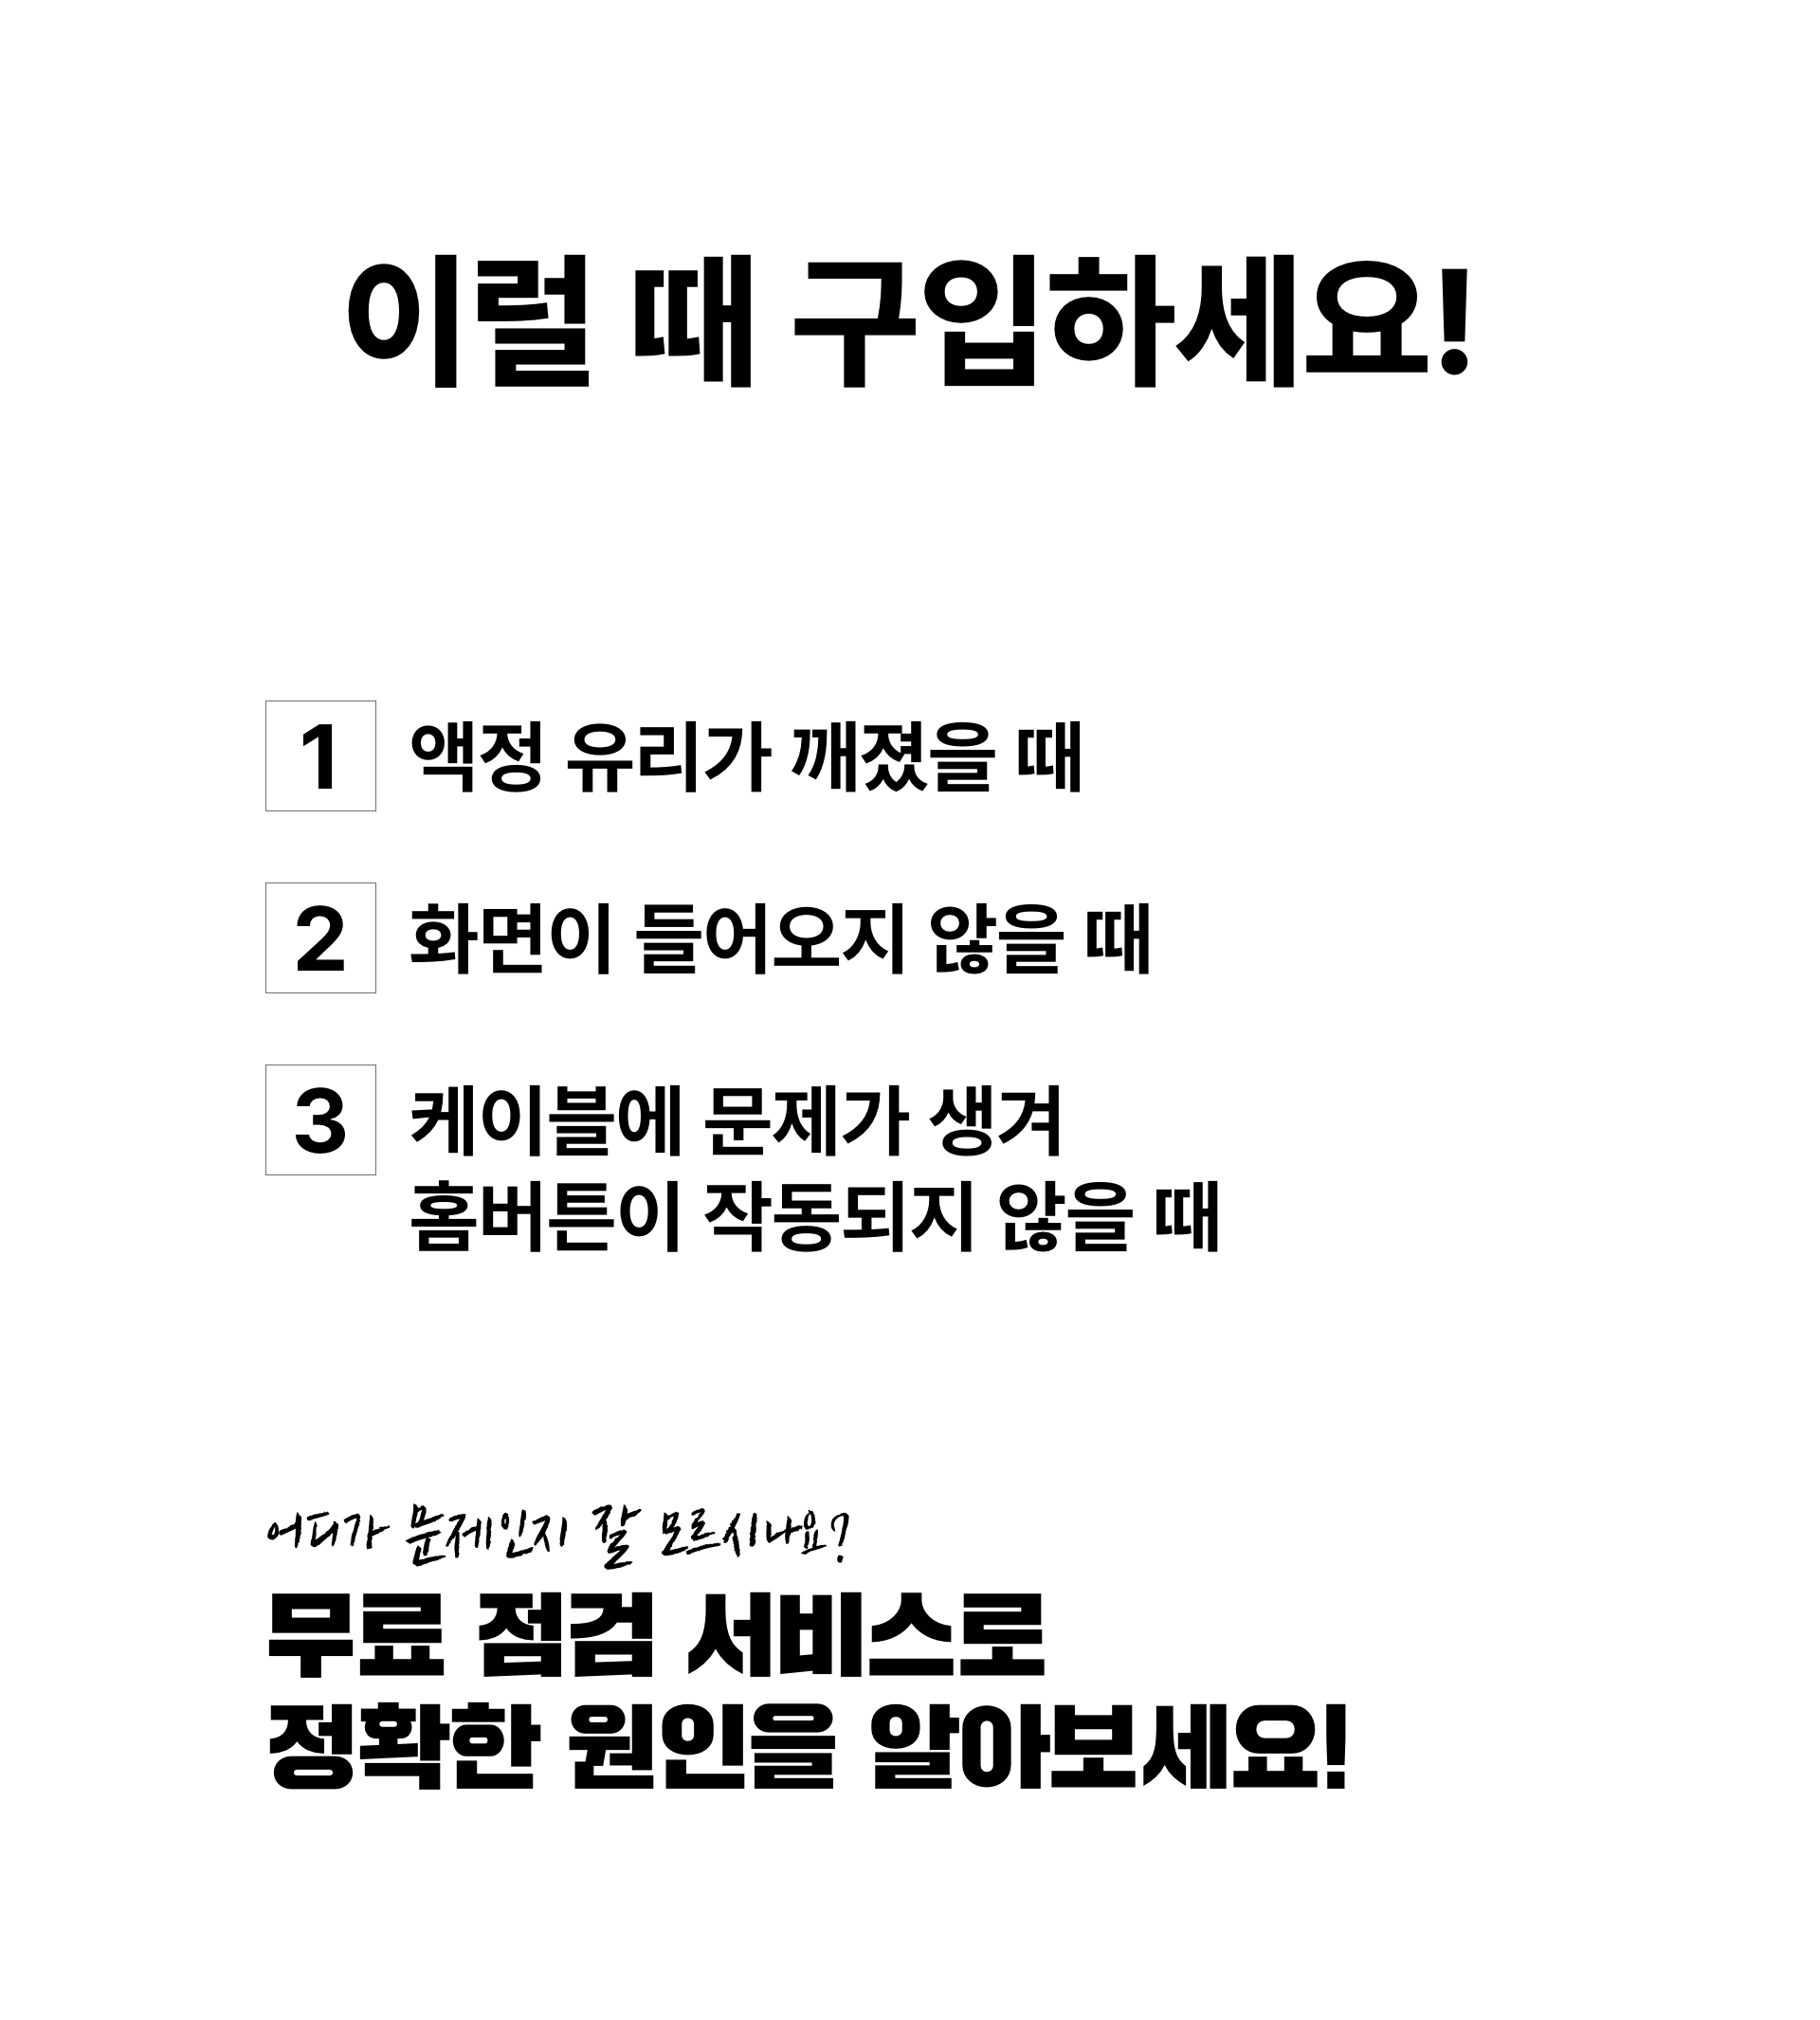 이럴 때 구입하세요!
1 액정 유리가 깨졌을 때
2 화면이 들어오지 않을 때
3 케이블에 문제가 생겨
홈버튼이 작동되지 않을 때
어디가 문제인지 잘 모르시나요?
무료 점검 서비스로
정확한 원인을 알아보세요!